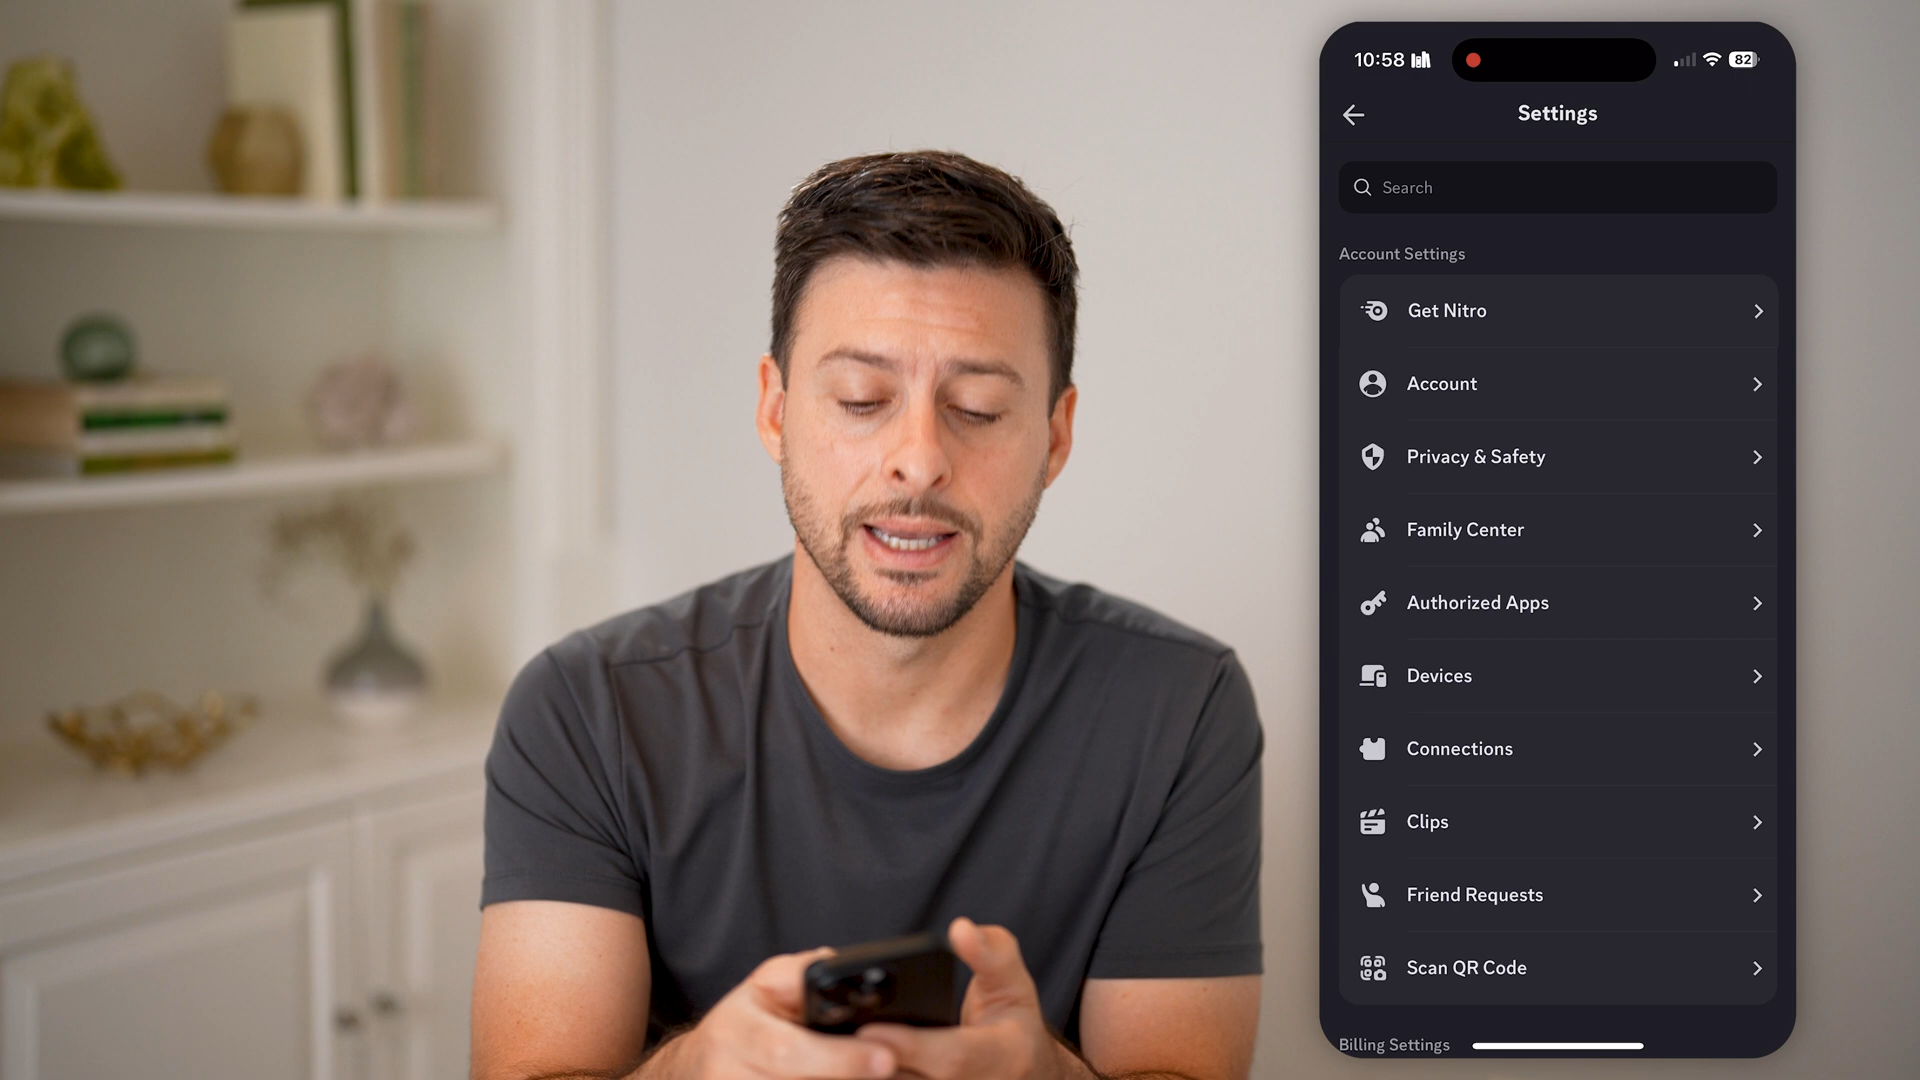 10:58
82
Settings
Search
Account Settings
Get Nitro
Account
Privacy & Safety
Family Center
Authorized Apps
Devices
Connections
Clips
Friend Requests
Scan QR Code
Billing Settings